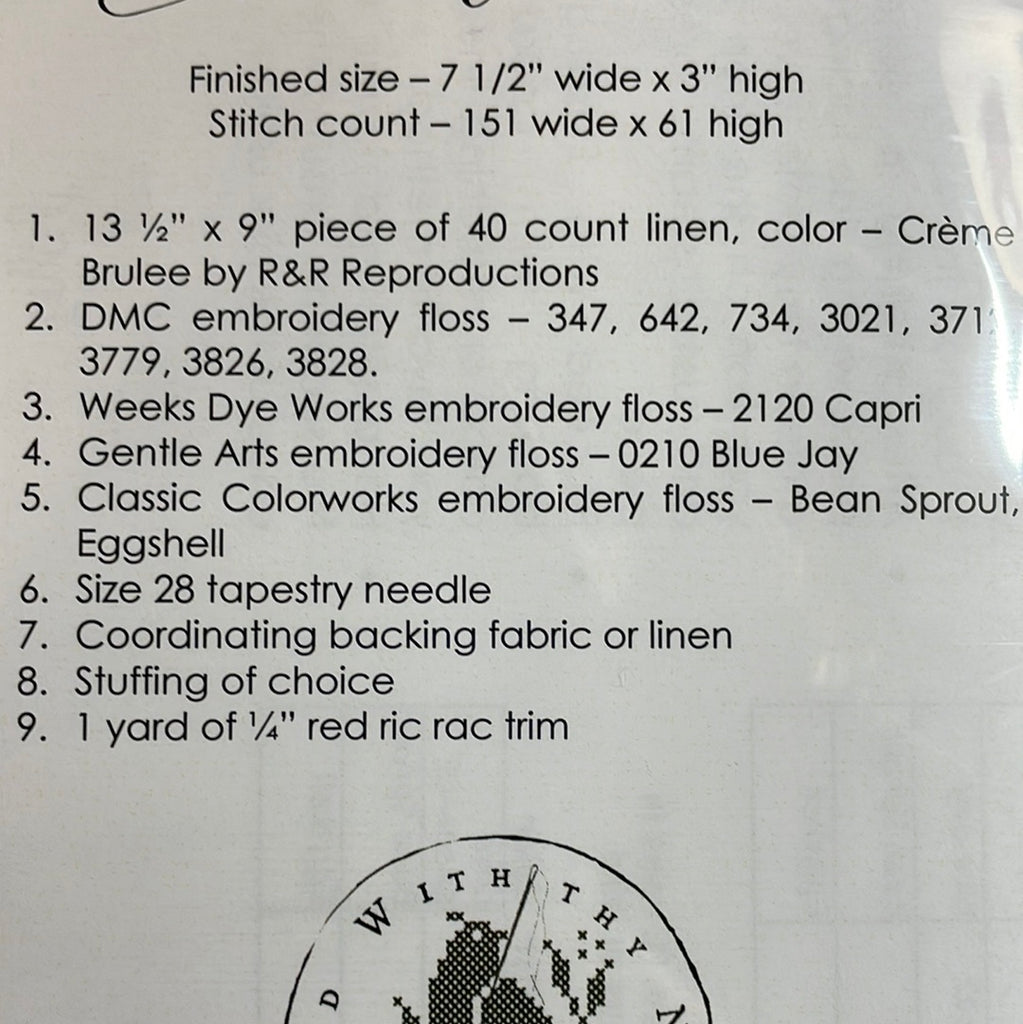 Finished size – 7 1/2" wide x 3" high
Stitch count – 151 wide x 61 high
1. 13 ½" x 9" piece of 40 count linen, color – Crème
Brulee by R&R Reproductions
2. DMC embroidery floss – 347, 642, 734, 3021,
3779, 3826, 3828.
3. Weeks Dye Works embroidery floss – 2120 Capri
4. Gentle Arts embroidery floss – 0210 Blue Jay
5. Classic Colorworks embroidery floss – Bean Sprout,
Eggshell
6. Size 28 tapestry needle
7. Coordinating backing fabric or linen
8. Stuffing of choice
9. 1 yard of ¼" red ric rac trim
WITH THY